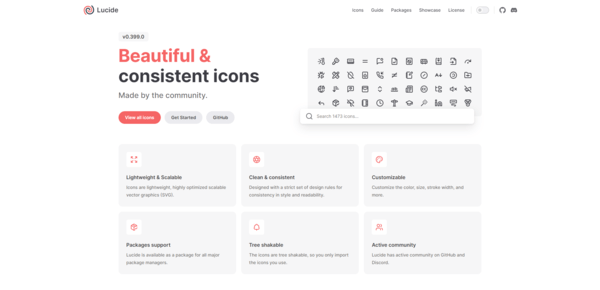 Lucide
Icons Guide Packages Showcase License
v0.399.0
Beautiful &
consistent icons
Made by the community.
View all icons Get Started GitHub
Search 1473 icons...
Lightweight & Scalable
Icons are lightweight, highly optimized scalable
vector graphics (SVG).
Clean & consistent
Designed with a strict set of design rules for
consistency in style and readability.
Customizable
Customize the color, size, stroke width, and
more.
Packages support
Lucide is available as a package for all major
package managers.
Tree shakable
The icons are tree shakable, so you only import
the icons you use.
Active community
Lucide has active community on GitHub and
Discord.